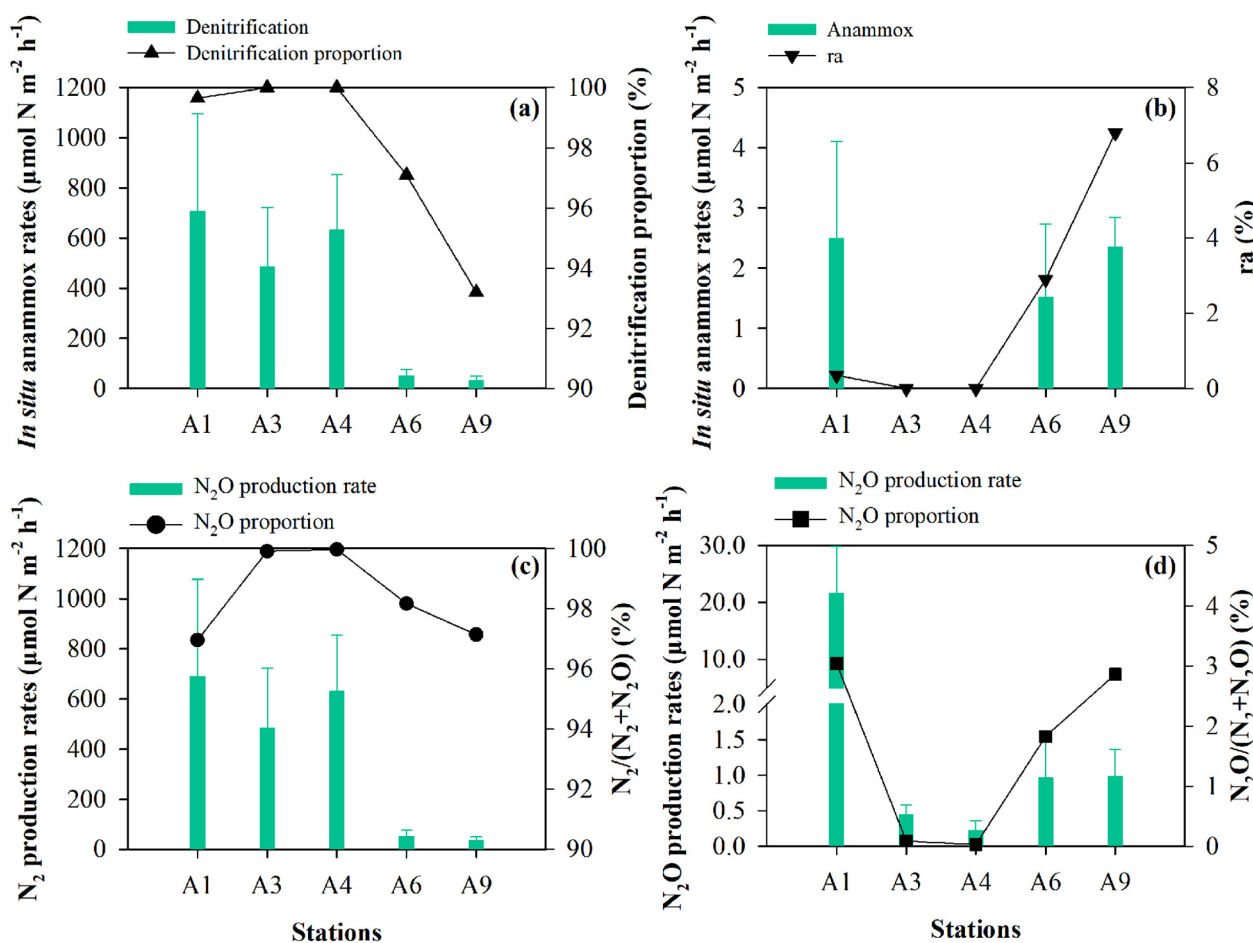 Denitrification
Denitrification proportion
In situ anammox rates (µmol N m⁻² h⁻¹)
1200
1000
800
600
400
200
0
(a)
100
98
96
94
92
90
Denitrification proportion (%)
A1 A3 A4 A6 A9
Anammox
ra
In situ anammox rates (µmol N m⁻² h⁻¹)
5
4
3
2
1
0
(b)
8
6
4
2
0
ra (%)
A1 A3 A4 A6 A9
N₂O production rate
N₂O proportion
N₂ production rates (µmol N m⁻² h⁻¹)
1200
1000
800
600
400
200
0
(c)
100
98
96
94
92
90
N₂/(N₂+N₂O) (%)
A1 A3 A4 A6 A9
Stations
N₂O production rate
N₂O proportion
N₂O production rates (µmol N m⁻² h⁻¹)
30.0
20.0
10.0
2.0
1.5
1.0
0.5
0.0
(d)
5
4
3
2
1
0
N₂O/(N₂+N₂O) (%)
A1 A3 A4 A6 A9
Stations